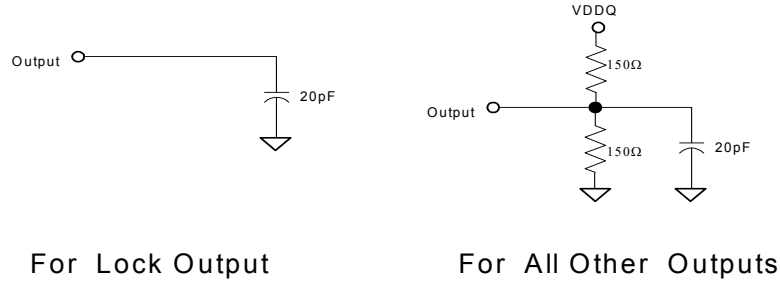 Output
20pF
For Lock Output
VDDQ
150Ω
Output
150Ω
20pF
For All Other Outputs